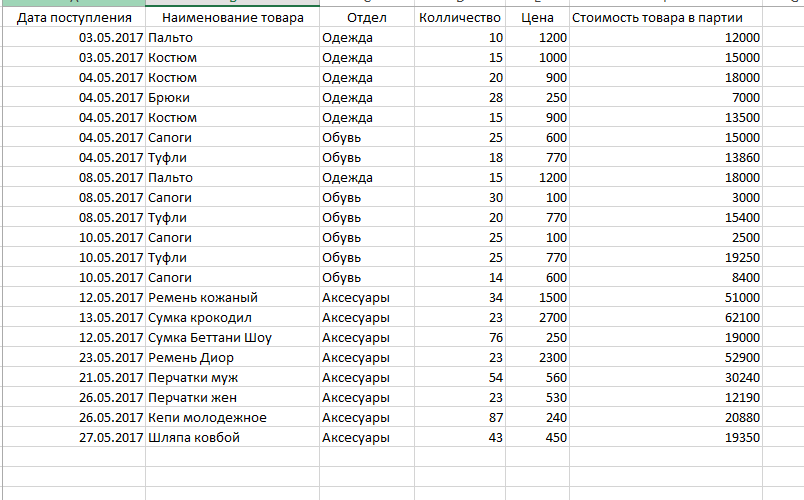 Дата поступления Наименование товара Отдел Колличество Цена Стоимость товара в партии
03.05.2017 Пальто Одежда 10 1200 12000
03.05.2017 Костюм Одежда 15 1000 15000
04.05.2017 Костюм Одежда 20 900 18000
04.05.2017 Брюки Одежда 28 250 7000
04.05.2017 Костюм Одежда 15 900 13500
04.05.2017 Сапоги Обувь 25 600 15000
04.05.2017 Туфли Обувь 18 770 13860
08.05.2017 Пальто Одежда 15 1200 18000
08.05.2017 Сапоги Обувь 30 100 3000
08.05.2017 Туфли Обувь 20 770 15400
10.05.2017 Сапоги Обувь 25 100 2500
10.05.2017 Туфли Обувь 25 770 19250
10.05.2017 Сапоги Обувь 14 600 8400
12.05.2017 Ремень кожаный Аксесуары 34 1500 51000
13.05.2017 Сумка крокодил Аксесуары 23 2700 62100
12.05.2017 Сумка Беттани Шоу Аксесуары 76 250 19000
23.05.2017 Ремень Диор Аксесуары 23 2300 52900
21.05.2017 Перчатки муж Аксесуары 54 560 30240
26.05.2017 Перчатки жен Аксесуары 23 530 12190
26.05.2017 Кепи молодежное Аксесуары 87 240 20880
27.05.2017 Шляпа ковбой Аксесуары 43 450 19350